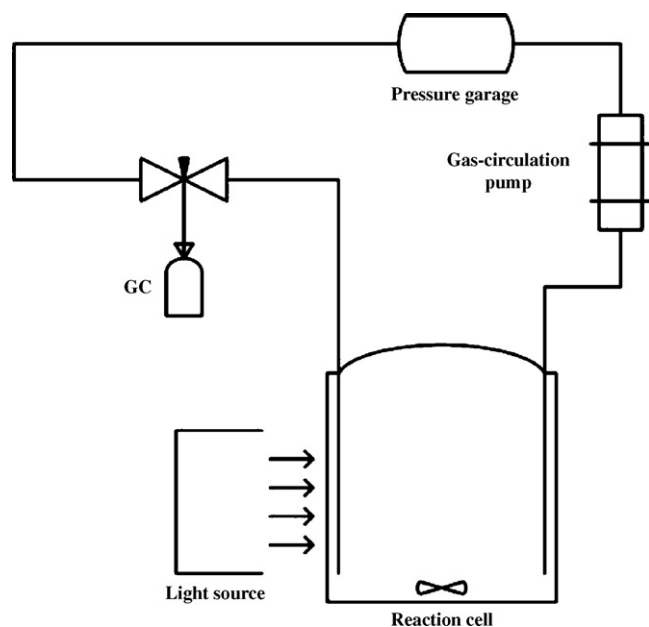 Pressure garage
Gas-circulation
pump
GC
Light source
Reaction cell